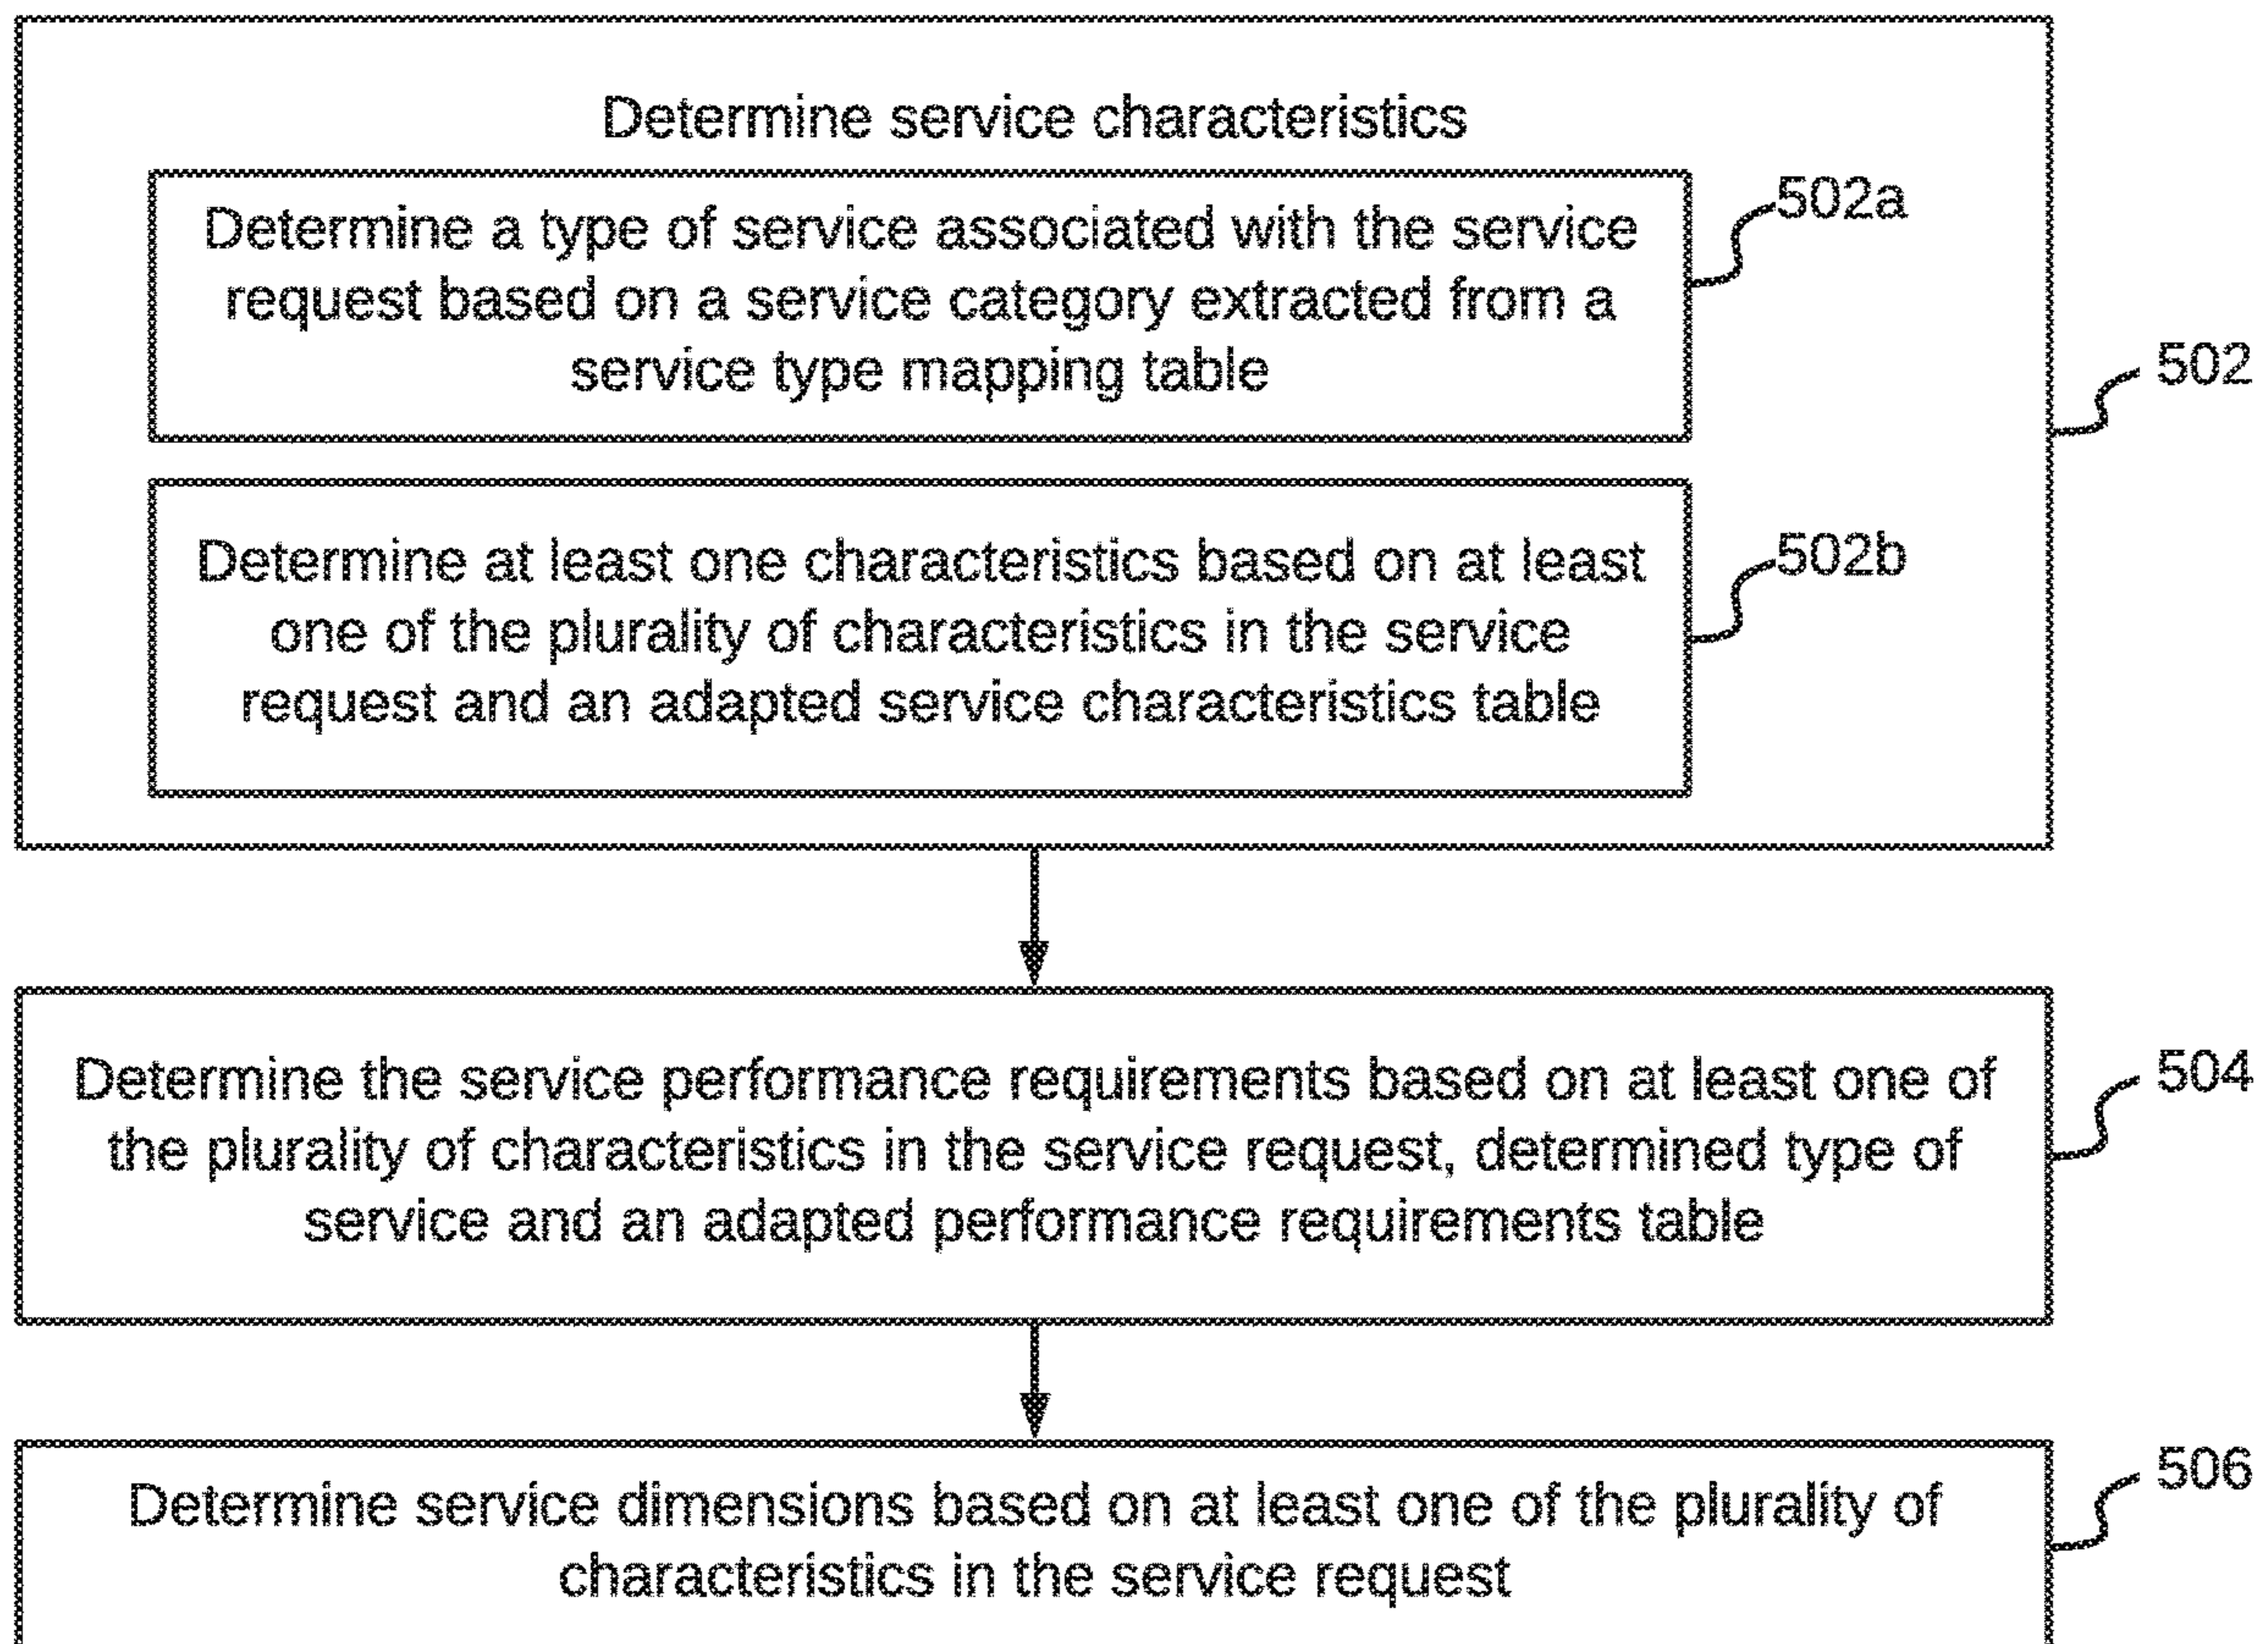 Determine service characteristics
Determine a type of service associated with the service
request based on a service category extracted from a
service type mapping table
502a
502
Determine at least one characteristics based on at least
one of the plurality of characteristics in the service
request and an adapted service characteristics table
502b
Determine the service performance requirements based on at least one of
the plurality of characteristics in the service request, determined type of
service and an adapted performance requirements table
504
Determine service dimensions based on at least one of the plurality of
characteristics in the service request
506